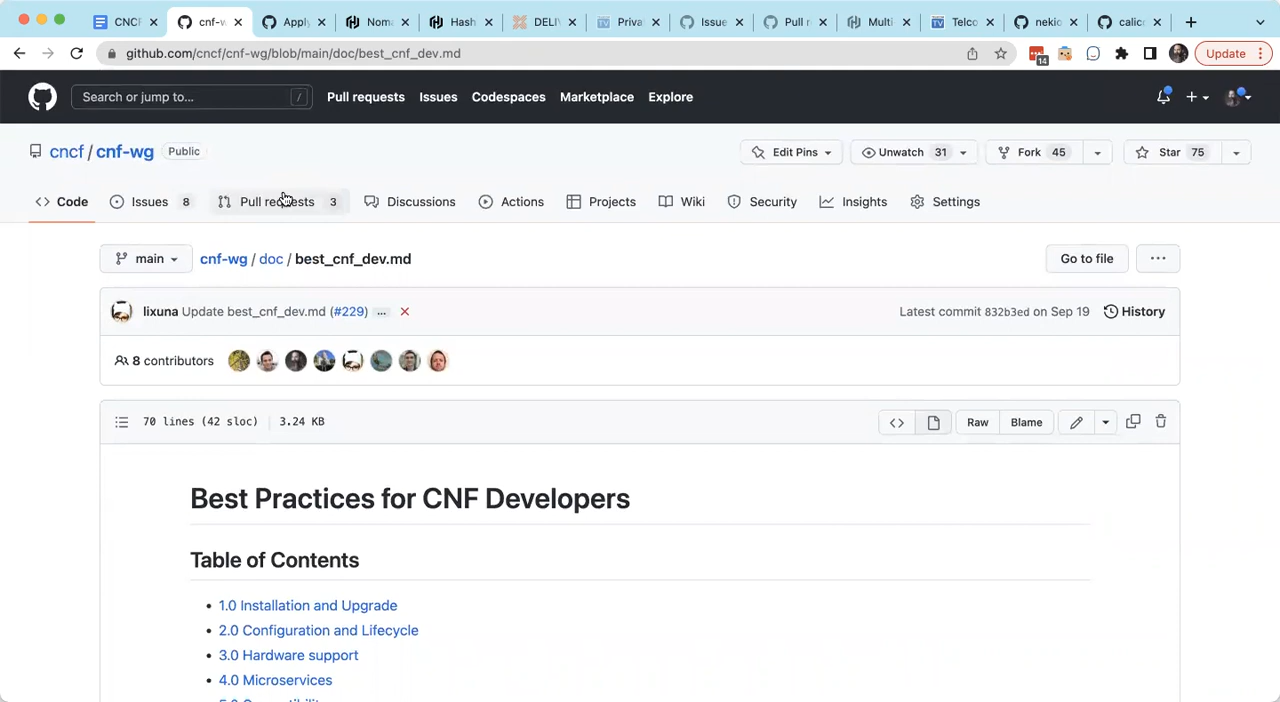 CNCF cnf-w Apply Noma Hash DELIV Priva Issue Pull r Multi Telco nekio calico
github.com/cncf/cnf-wg/blob/main/doc/best_cnf_dev.md
14
Update
Search or jump to...
/
Pull requests Issues Codespaces Marketplace Explore
cncf / cnf-wg Public
Edit Pins Unwatch 31 Fork 45 Star 75
Code Issues 8 Pull requests 3 Discussions Actions Projects Wiki Security Insights Settings
main cnf-wg / doc / best_cnf_dev.md Go to file ...
lixuna Update best_cnf_dev.md (#229) ... Latest commit 832b3ed on Sep 19 History
8 contributors
70 lines (42 sloc) 3.24 KB Raw Blame
Best Practices for CNF Developers
Table of Contents
• 1.0 Installation and Upgrade
• 2.0 Configuration and Lifecycle
• 3.0 Hardware support
• 4.0 Microservices